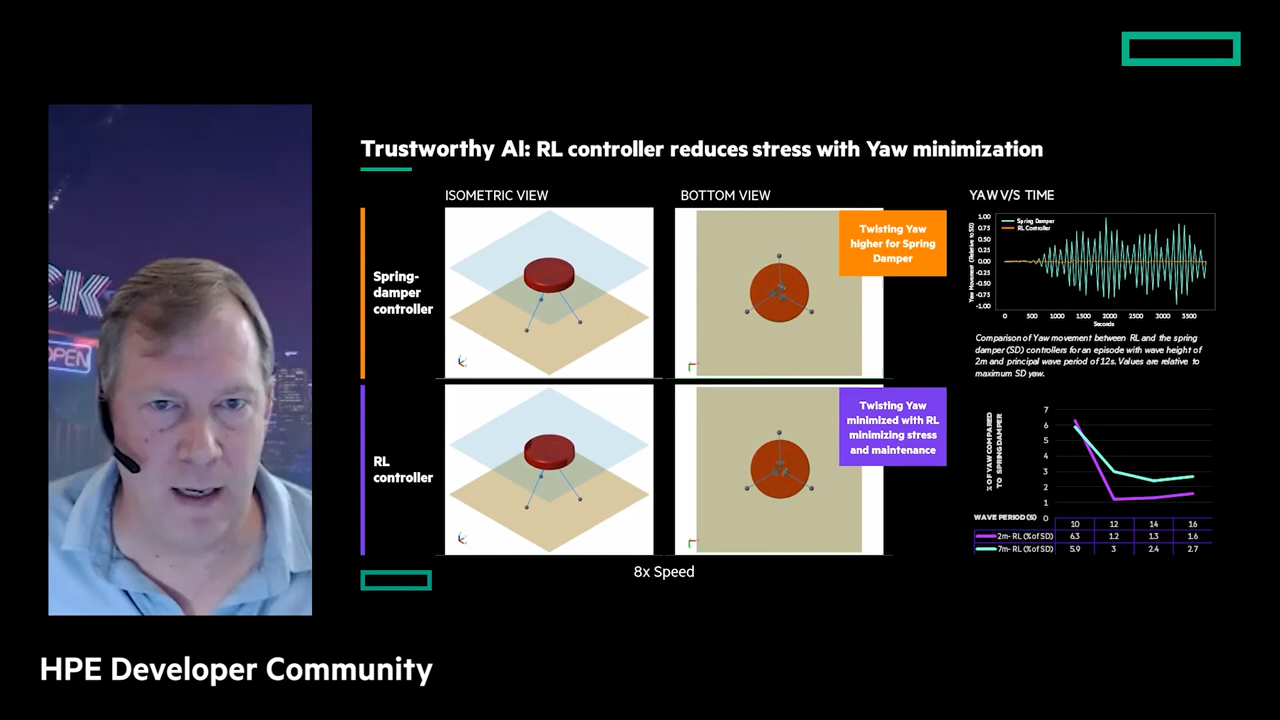 Trustworthy AI: RL controller reduces stress with Yaw minimization
ISOMETRIC VIEW
BOTTOM VIEW
YAW V/S TIME
Spring-
damper
controller
Twisting Yaw
higher for Spring
Damper
Yaw Movement (Relative to SD)
1.00
0.75
0.50
0.25
0.00
-0.25
-0.50
-0.75
-1.00
Spring Damper
RL Controller
0 500 1000 1500 2000 2500 3000 3500
Seconds
Comparison of Yaw movement between RL and the spring
damper (SD) controllers for an episode with wave height of
2m and principal wave period of 12s. Values are relative to
maximum SD yaw.
RL
controller
Twisting Yaw
minimized with RL
minimizing stress
and maintenance
% OF YAW COMPARED
TO SPRING DAMPER
7
6
5
4
3
2
1
0
WAVE PERIOD (S) 10 12 14 16
2m- RL (% of SD) 6.3 1.2 1.3 1.6
7m- RL (% of SD) 5.9 3 2.4 2.7
8x Speed
CK
OPEN
HPE Developer Community